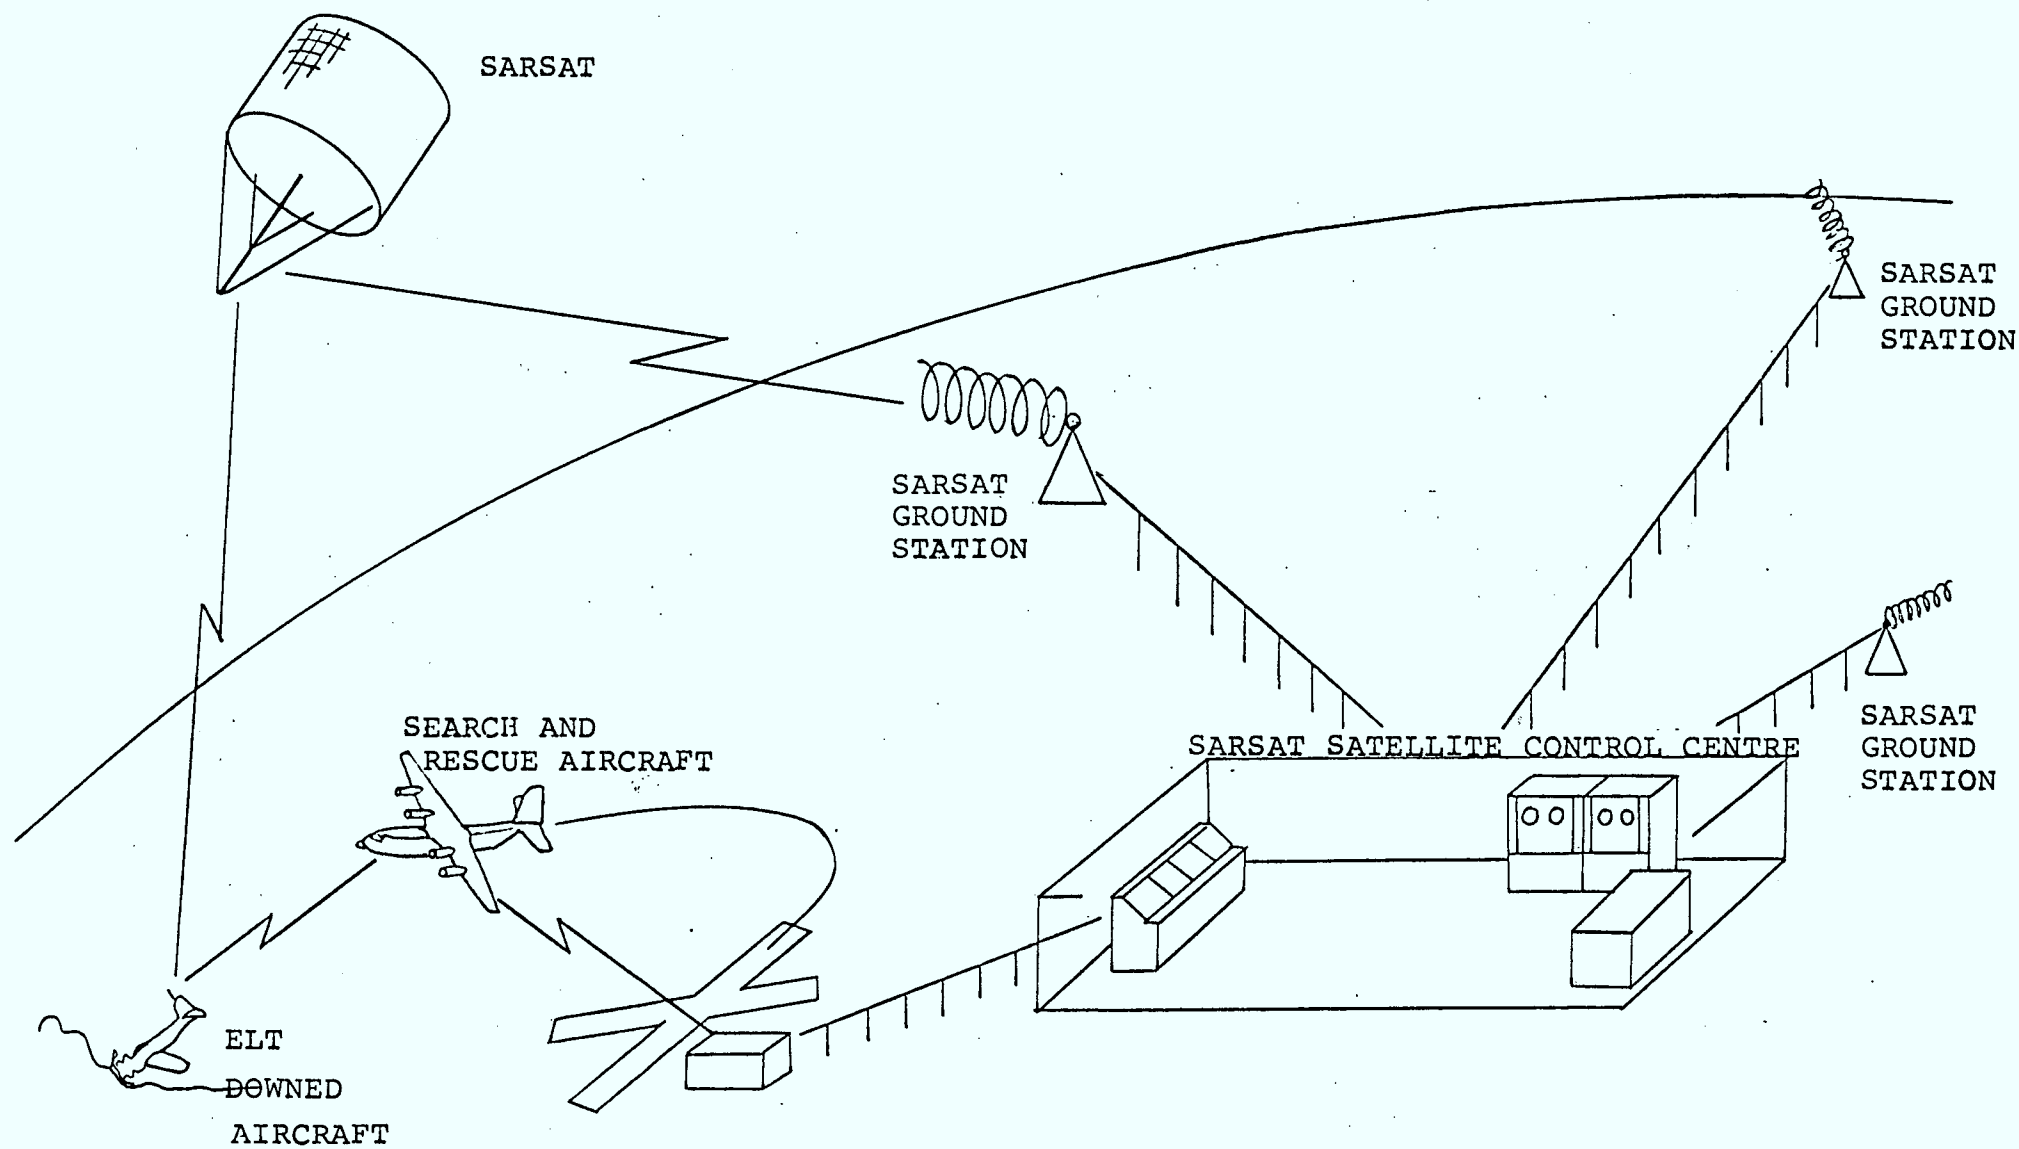 SARSAT
SARSAT
GROUND
STATION
SARSAT
GROUND
STATION
SARSAT
GROUND
STATION
SEARCH AND
RESCUE AIRCRAFT
SARSAT SATELLITE CONTROL CENTRE
ELT
DOWNED
AIRCRAFT